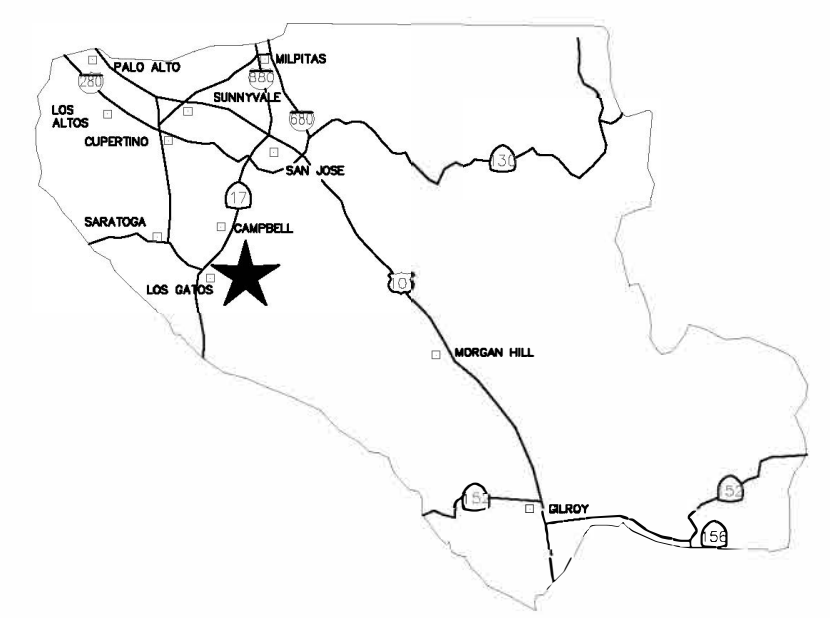 MILPITAS
PALO ALTO
280
880
SUNNYVALE
LOS
ALTOS
680
CUPERTINO
130
SAN JOSE
17
SARATOGA
CAMPBELL
LOS GATOS
101
MORGAN HILL
152
152
GILROY
156